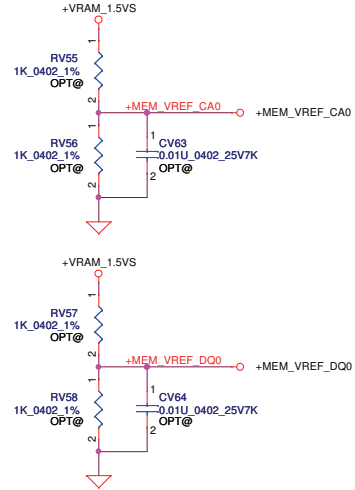 +VRAM_1.5VS
1
RV55
1K_0402_1%
OPT@
2
+MEM_VREF_CA0
+MEM_VREF_CA0
1
RV56
1K_0402_1%
OPT@
2
1
CV63
0.01U_0402_25V7K
OPT@
2
+VRAM_1.5VS
1
RV57
1K_0402_1%
OPT@
2
+MEM_VREF_DQ0
+MEM_VREF_DQ0
1
RV58
1K_0402_1%
OPT@
2
1
CV64
0.01U_0402_25V7K
OPT@
2